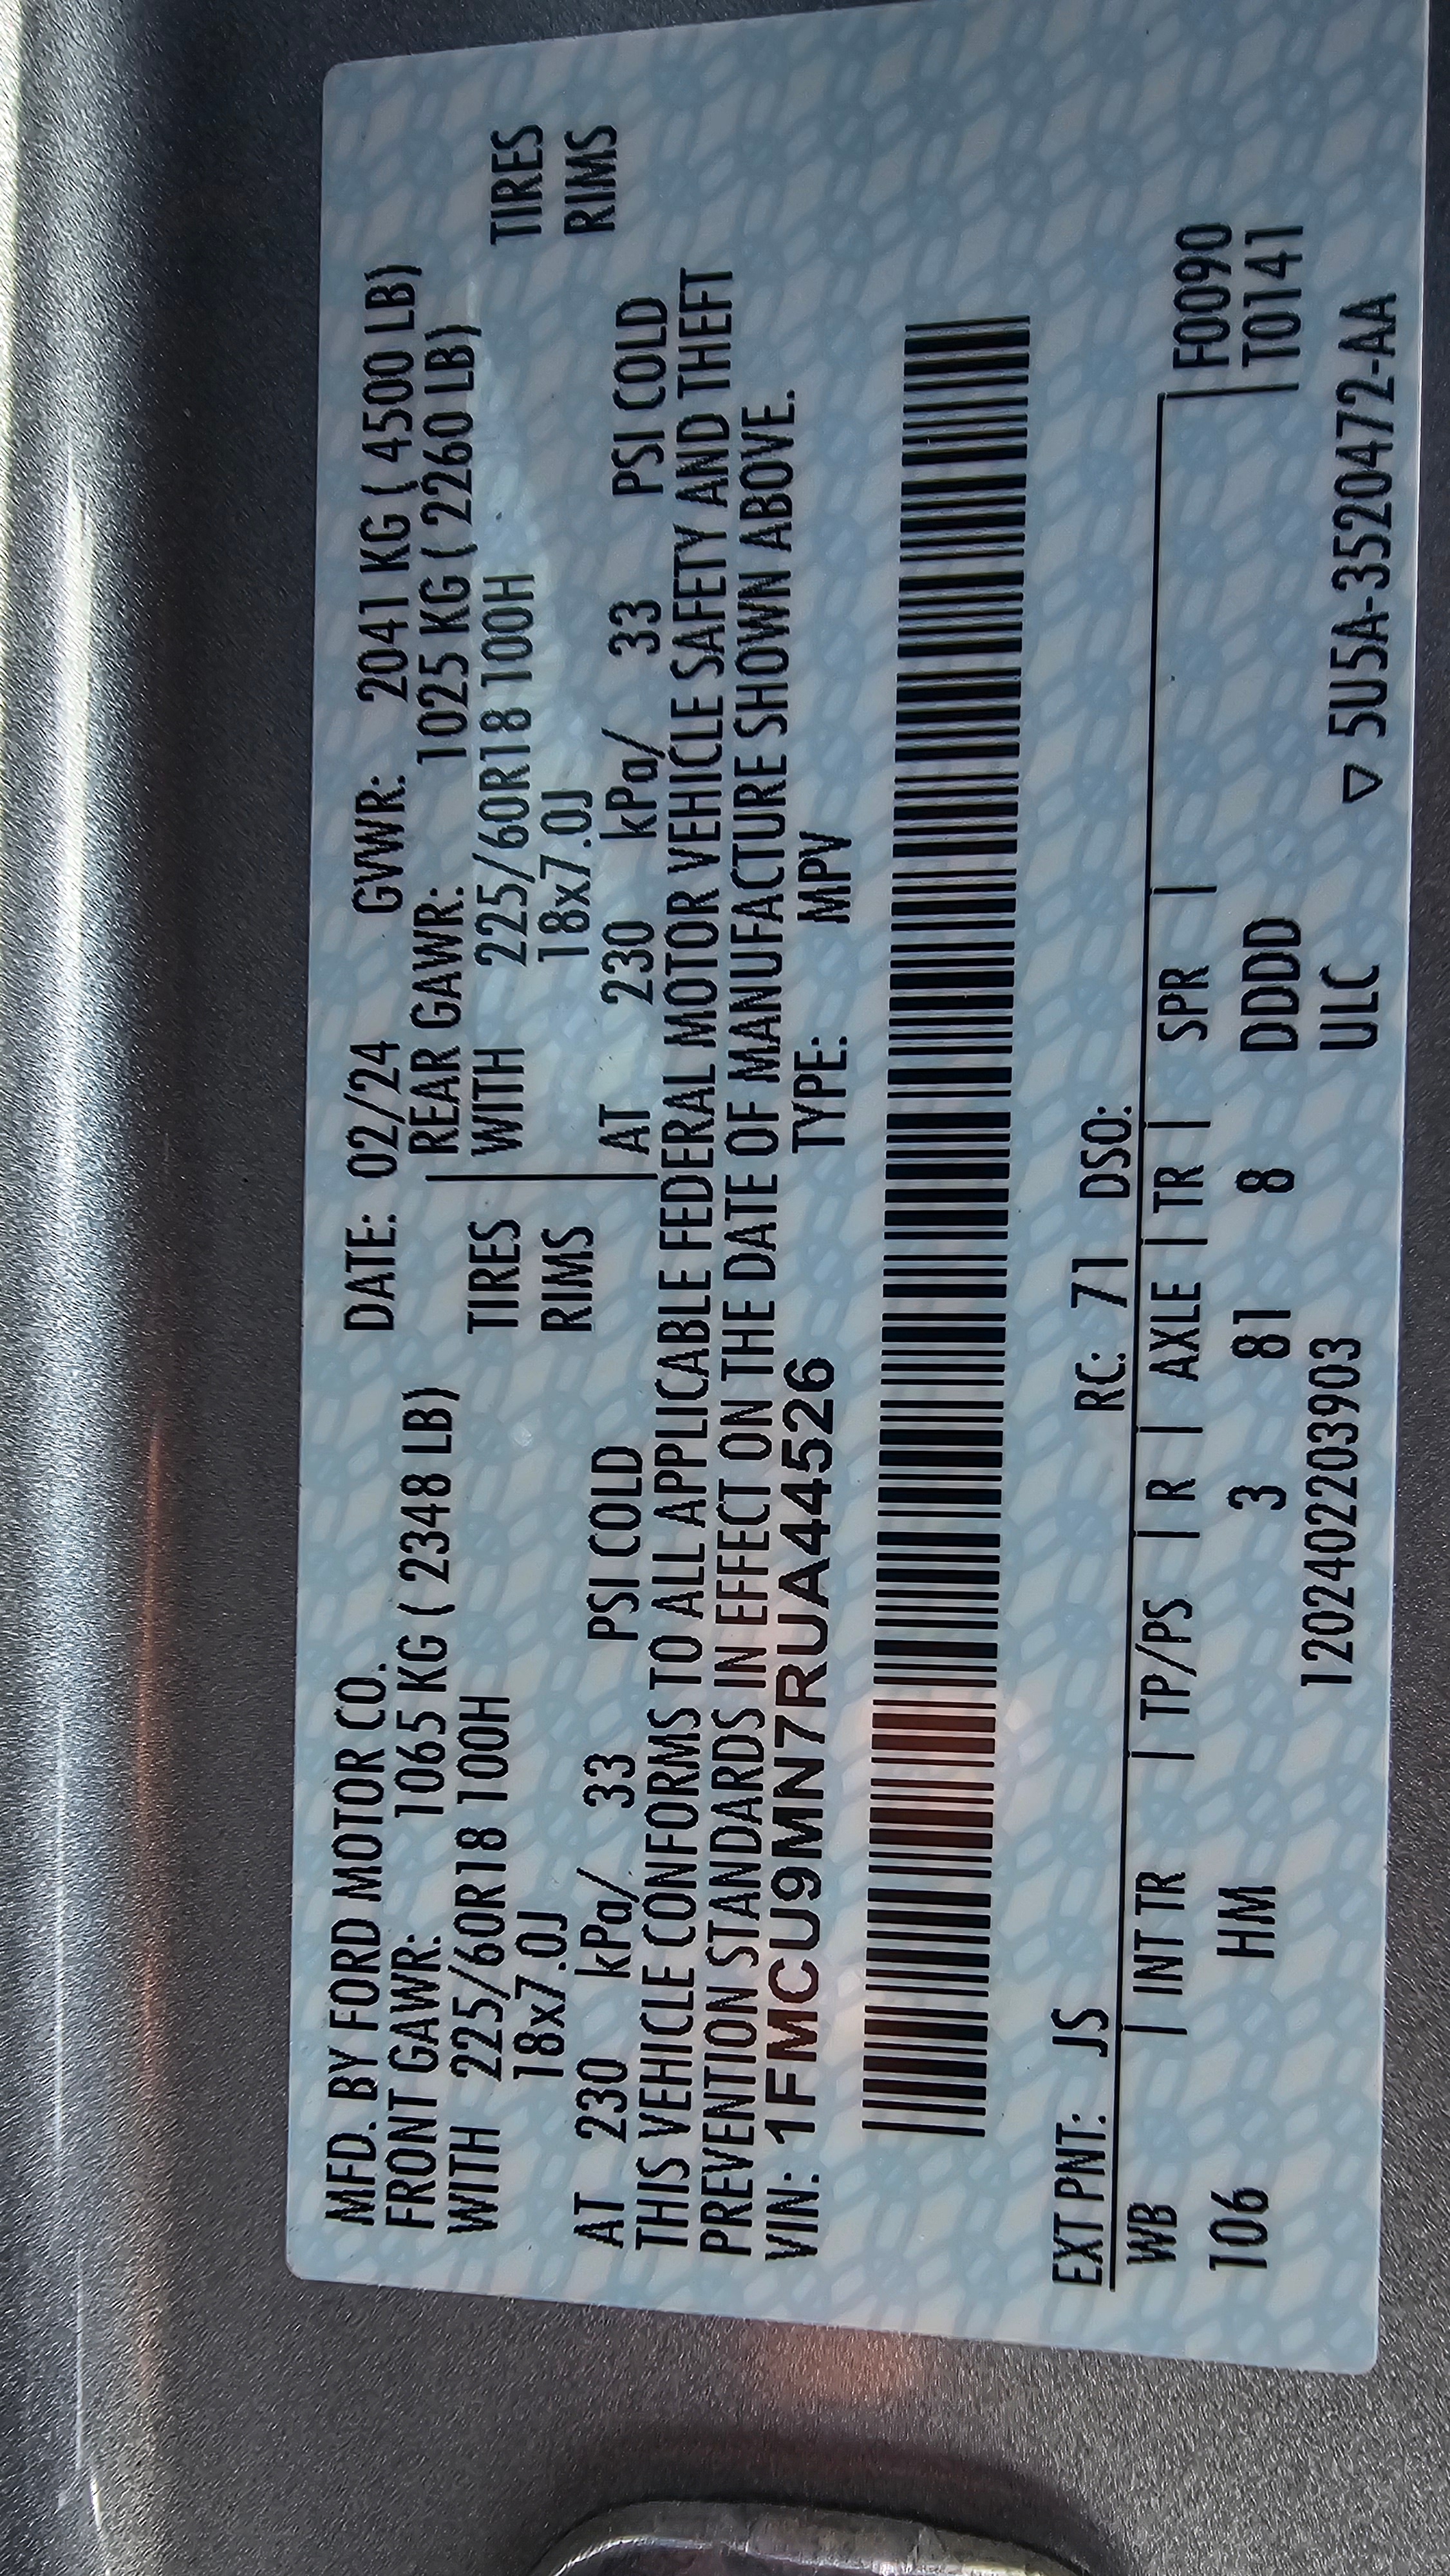 MFD. BY FORD MOTOR CO. DATE: 02/24 GVWR: 2041 KG ( 4500 LB)
FRONT GAWR: 1065 KG ( 2348 LB) REAR GAWR: 1025 KG ( 2260 LB)
WITH 225/60R18 100H TIRES WITH 225/60R18 100H TIRES
18x7.0J RIMS 18x7.0J RIMS
AT 230 kPa/ 33 PSI COLD AT 230 kPa/ 33 PSI COLD
THIS VEHICLE CONFORMS TO ALL APPLICABLE FEDERAL MOTOR VEHICLE SAFETY AND THEFT
PREVENTION STANDARDS IN EFFECT ON THE DATE OF MANUFACTURE SHOWN ABOVE.
VIN: 1FMCU9MN7RUA44526 TYPE: MPV
EXT PNT: JS RC: 71 DSO:
WB | INT TR | TP/PS | R | AXLE | TR | SPR | F0090
106 HM 3 81 8 DDDD T0141
1202402203903 ULC ▽ 5U5A-3520472-AA